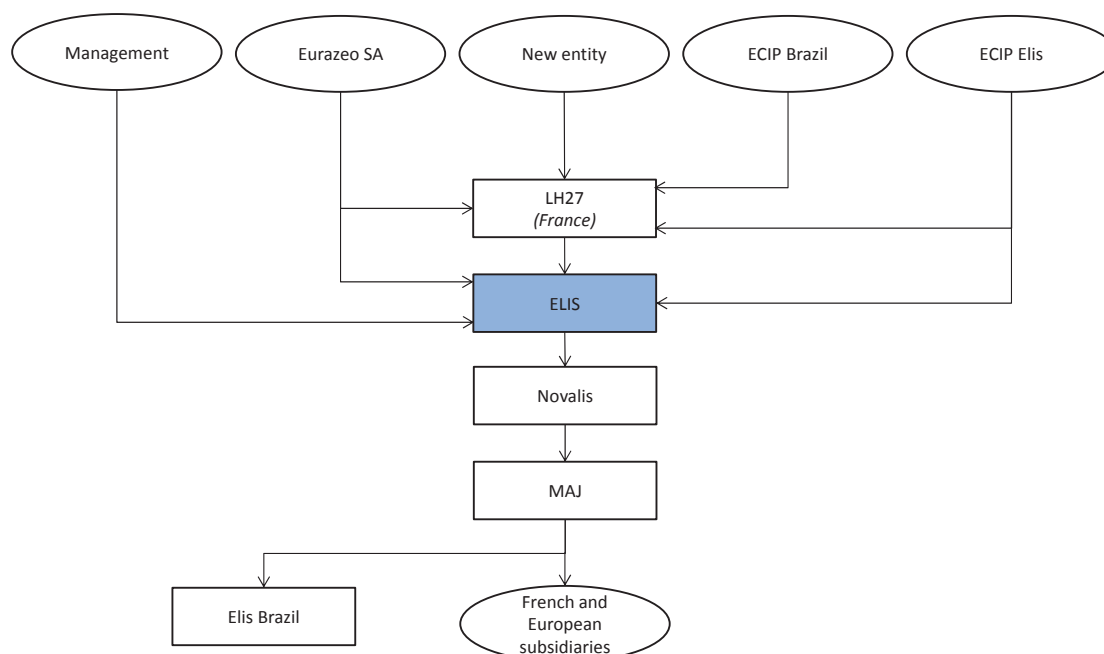 Management
Eurazeo SA
New entity
ECIP Brazil
ECIP Elis
LH27
(France)
ELIS
Novalis
MAJ
Elis Brazil
French and
European
subsidiaries